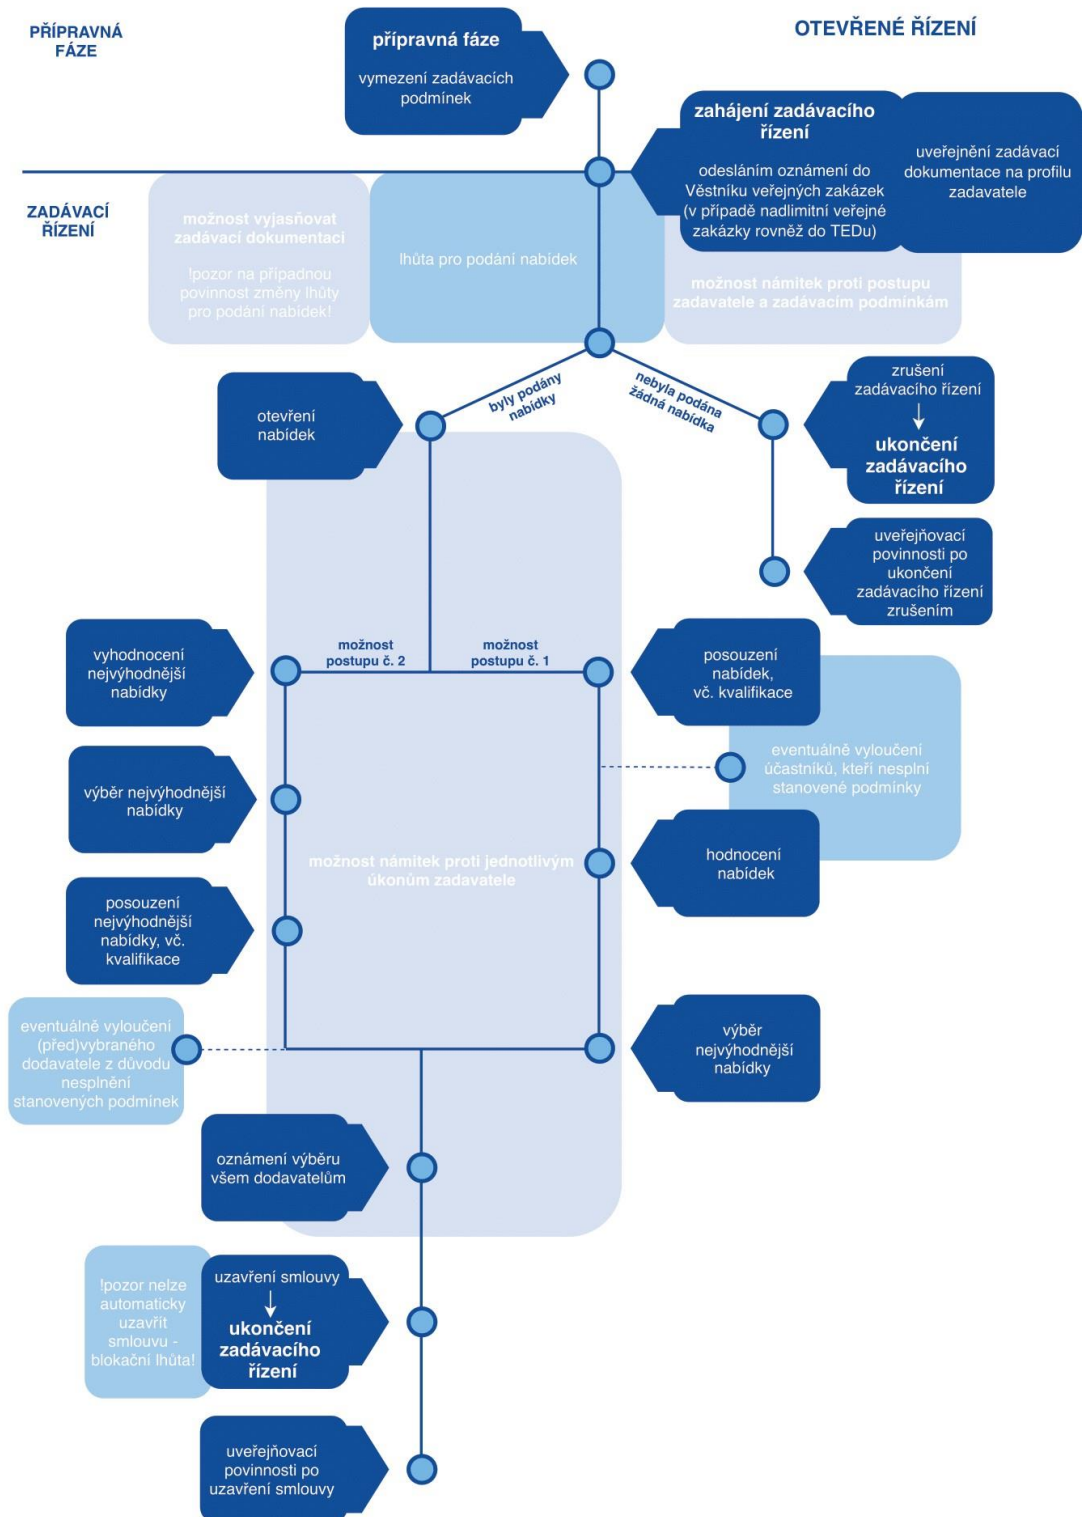 PŘÍPRAVNÁ
FÁZE
OTEVŘENÉ ŘÍZENÍ
přípravná fáze
vymezení zadávacích
podmínek
zahájení zadávacího
řízení
odesláním oznámení do
Věstníku veřejných zakázek
(v případě nadlimitní veřejné
zakázky rovněž do TEDu)
uveřejnění zadávací
dokumentace na profilu
zadavatele
ZADÁVACÍ
ŘÍZENÍ
možnost vyjasňovat
zadávací dokumentaci
!pozor na případnou
povinnost změny lhůty
pro podání nabídek!
lhůta pro podání nabídek
možnost námitek proti postupu
zadavatele a zadávacím podmínkám
byly podány
nabídky
nebyla podána
žádná nabídka
otevření
nabídek
zrušení
zadávacího řízení
ukončení
zadávacího
řízení
uveřejňovací
povinnosti po
ukončení
zadávacího řízení
zrušením
možnost
postupu č. 2
možnost
postupu č. 1
vyhodnocení
nejvýhodnější
nabídky
posouzení
nabídek,
vč. kvalifikace
eventuálně vyloučení
účastníků, kteří nesplní
stanovené podmínky
výběr nejvýhodnější
nabídky
možnost námitek proti jednotlivým
úkonům zadavatele
hodnocení
nabídek
posouzení
nejvýhodnější
nabídky, vč.
kvalifikace
eventuálně vyloučení
(před)vybraného
dodavatele z důvodu
nesplnění
stanovených podmínek
výběr
nejvýhodnější
nabídky
oznámení výběru
všem dodavatelům
!pozor nelze
automaticky
uzavřít
smlouvu -
blokační lhůta!
uzavření smlouvy
ukončení
zadávacího
řízení
uveřejňovací
povinnosti po
uzavření smlouvy